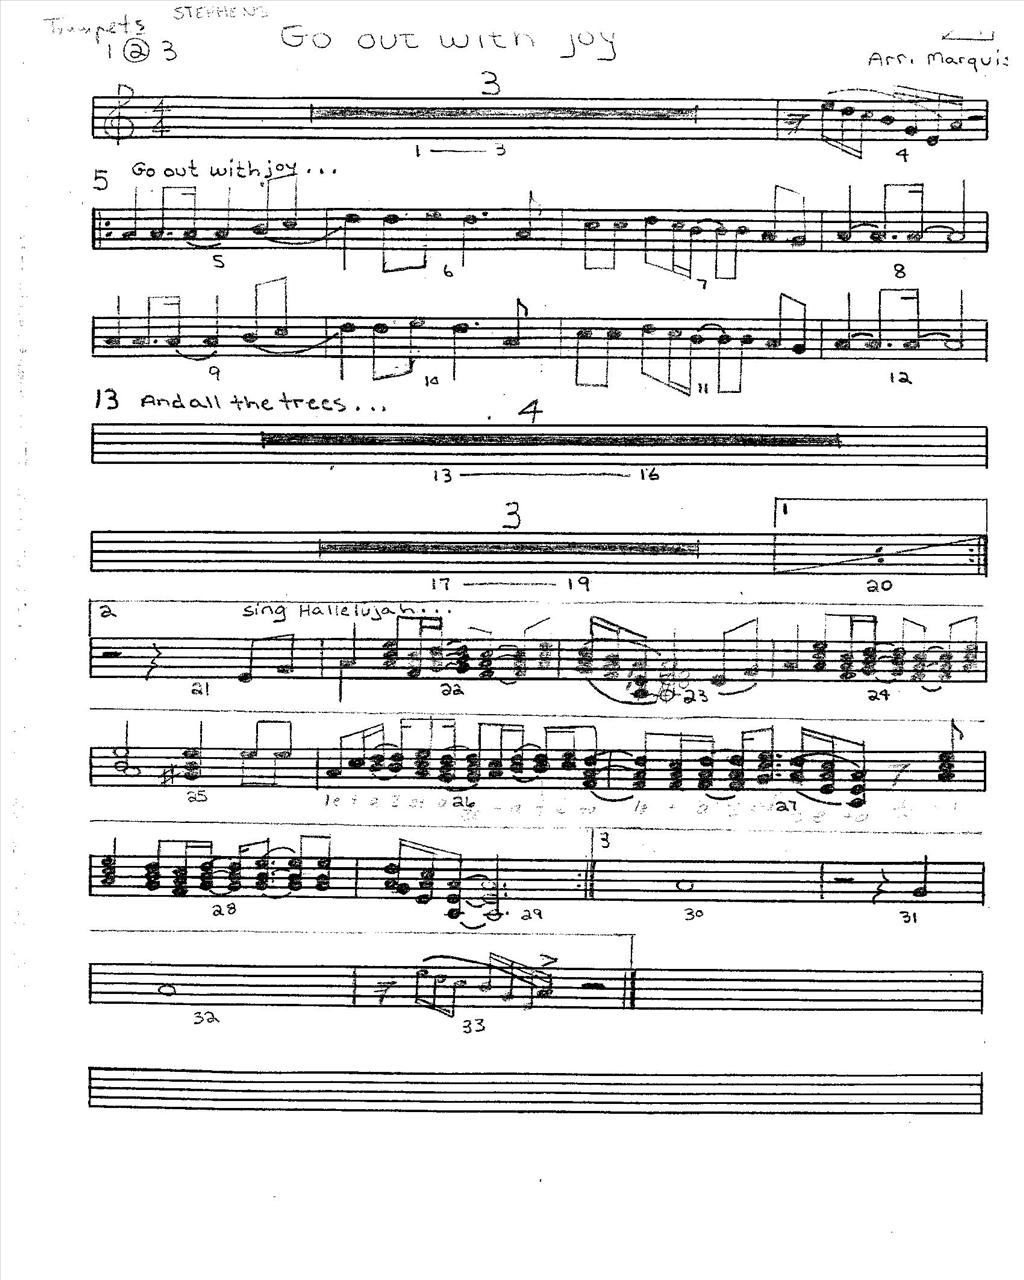 STEPHENS
Trumpets
1 2 3
Go out with joy
Arr. Marquis
3
1 — 3
4
5 Go out with joy...
5 6 7 8
9 10 11 12
13 And all the trees...
4
13 — 16
3
1
17 — 19
20
2 Sing Hallelujah...
21 22 23 24
25 26 27
3
28 29 30 31
32 33